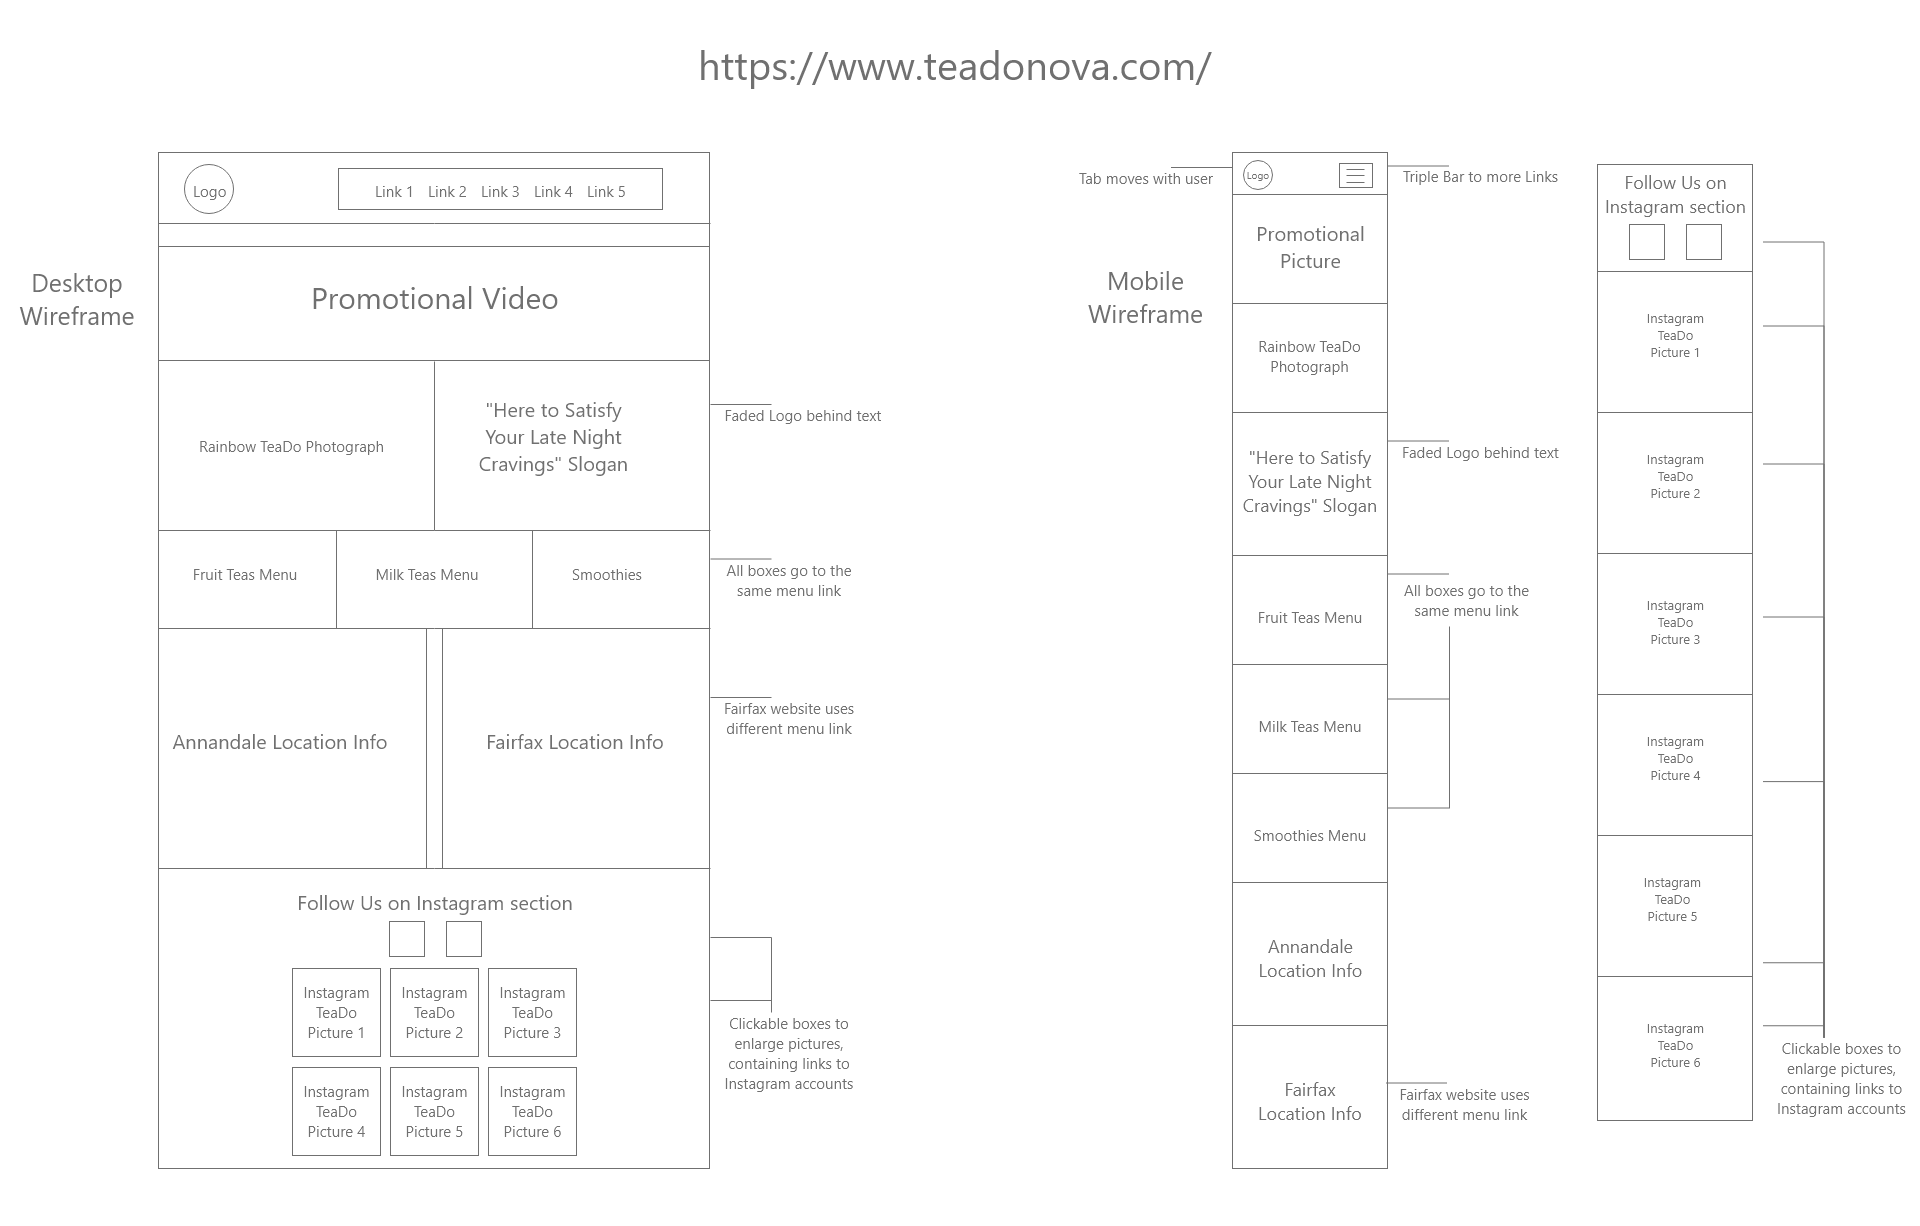 https://www.teadonova.com/
Desktop
Wireframe
Logo
Link 1 Link 2 Link 3 Link 4 Link 5
Promotional Video
Rainbow TeaDo Photograph
"Here to Satisfy
Your Late Night
Cravings" Slogan
Faded Logo behind text
Fruit Teas Menu
Milk Teas Menu
Smoothies
All boxes go to the
same menu link
Annandale Location Info
Fairfax Location Info
Fairfax website uses
different menu link
Follow Us on Instagram section
Instagram
TeaDo
Picture 1
Instagram
TeaDo
Picture 2
Instagram
TeaDo
Picture 3
Instagram
TeaDo
Picture 4
Instagram
TeaDo
Picture 5
Instagram
TeaDo
Picture 6
Clickable boxes to
enlarge pictures,
containing links to
Instagram accounts
Mobile
Wireframe
Tab moves with user
Logo
Triple Bar to more Links
Promotional
Picture
Rainbow TeaDo
Photograph
"Here to Satisfy
Your Late Night
Cravings" Slogan
Faded Logo behind text
Fruit Teas Menu
All boxes go to the
same menu link
Milk Teas Menu
Smoothies Menu
Annandale
Location Info
Fairfax
Location Info
Fairfax website uses
different menu link
Follow Us on
Instagram section
Instagram
TeaDo
Picture 1
Instagram
TeaDo
Picture 2
Instagram
TeaDo
Picture 3
Instagram
TeaDo
Picture 4
Instagram
TeaDo
Picture 5
Instagram
TeaDo
Picture 6
Clickable boxes to
enlarge pictures,
containing links to
Instagram accounts